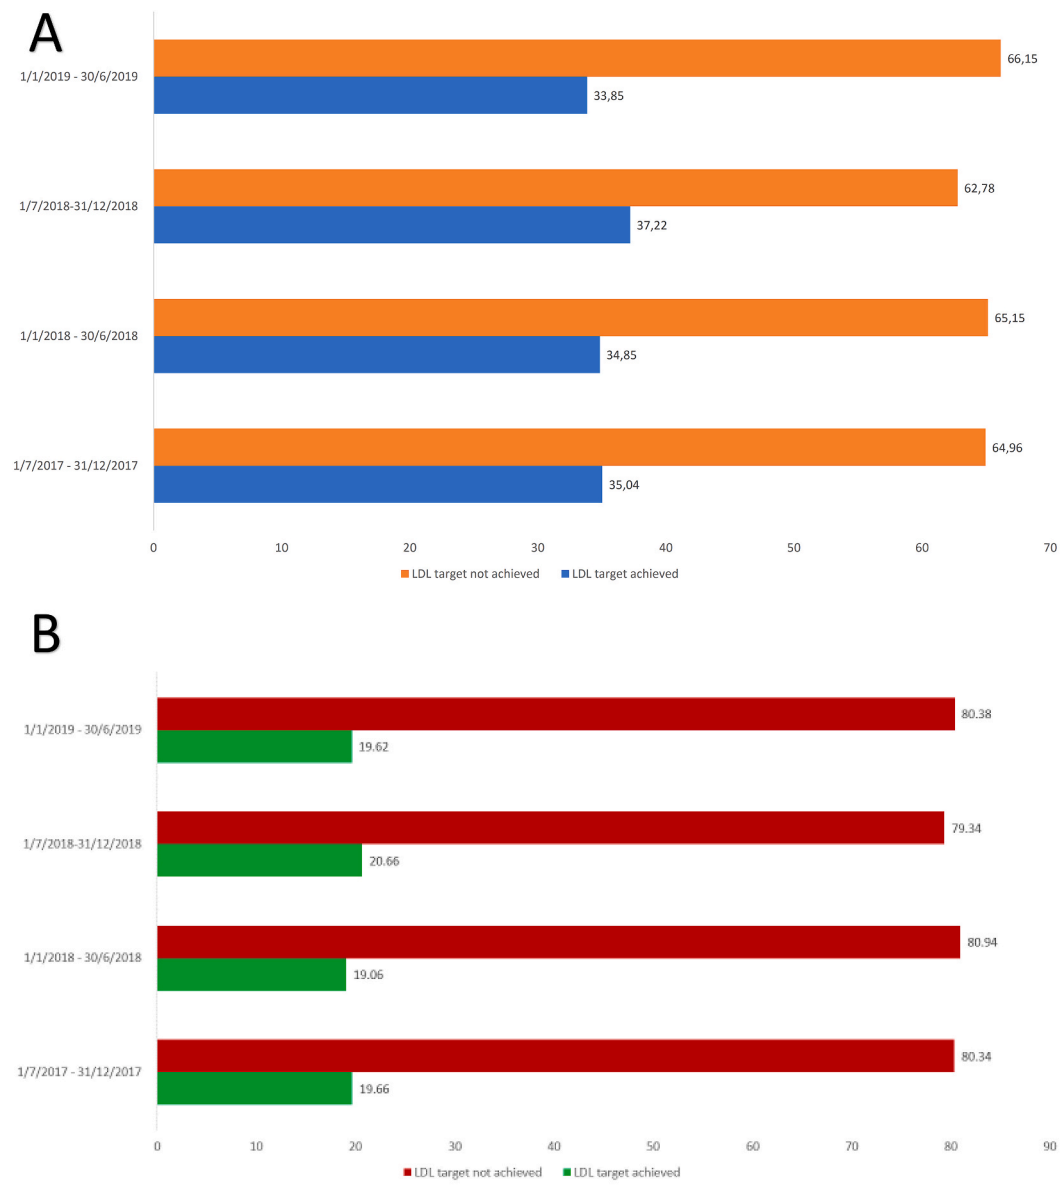 A
1/1/2019 - 30/6/2019
66,15
33,85
1/7/2018-31/12/2018
62,78
37,22
1/1/2018 - 30/6/2018
65,15
34,85
1/7/2017 - 31/12/2017
64,96
35,04
0 10 20 30 40 50 60 70
LDL target not achieved LDL target achieved
B
1/1/2019 - 30/6/2019
80.38
19.62
1/7/2018-31/12/2018
79.34
20.66
1/1/2018 - 30/6/2018
80.94
19.06
1/7/2017 - 31/12/2017
80.34
19.66
0 10 20 30 40 50 60 70 80 90
LDL target not achieved LDL target achieved